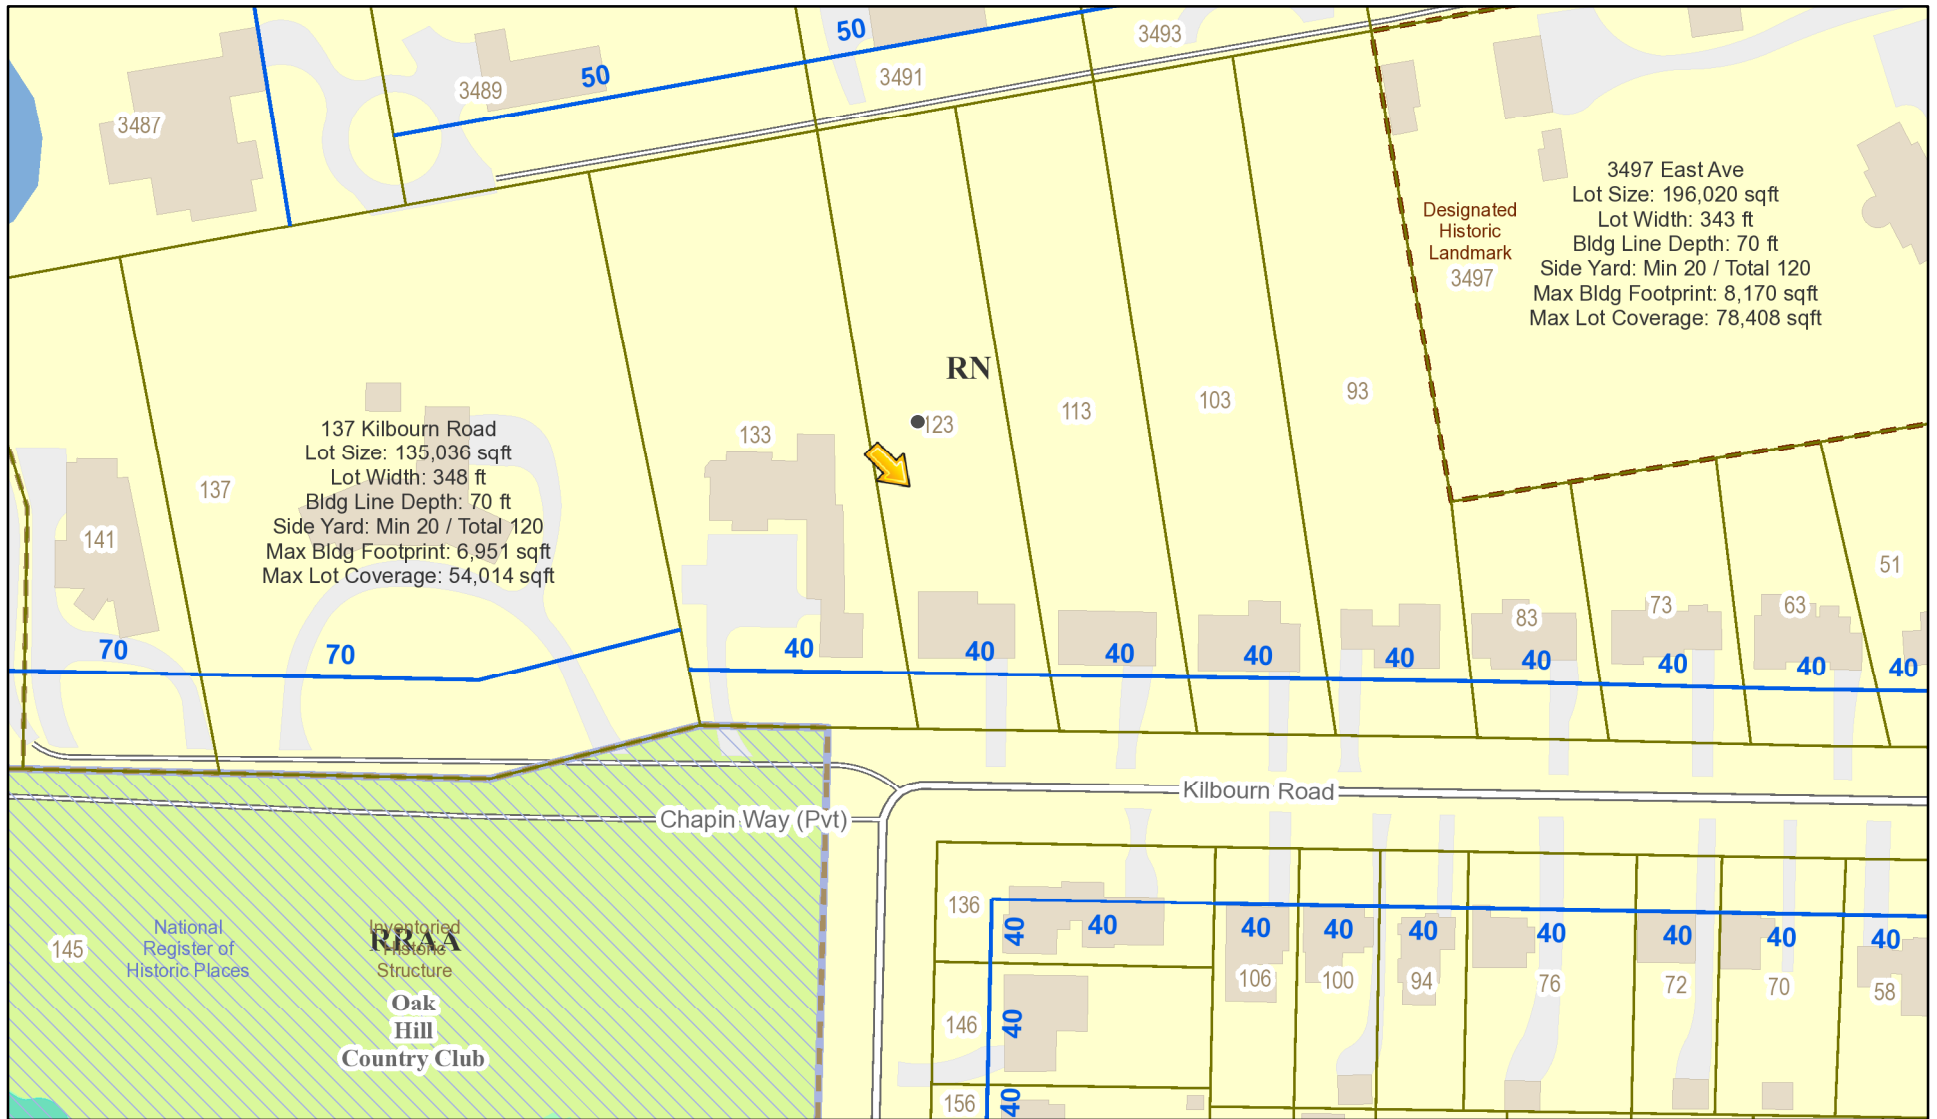 50
3493
50
3491
3489
3487
3497 East Ave
Lot Size: 196,020 sqft
Lot Width: 343 ft
Bldg Line Depth: 70 ft
Side Yard: Min 20 / Total 120
Max Bldg Footprint: 8,170 sqft
Max Lot Coverage: 78,408 sqft
Designated
Historic
Landmark
3497
RN
93
103
113
123
133
137 Kilbourn Road
Lot Size: 135,036 sqft
Lot Width: 348 ft
Bldg Line Depth: 70 ft
Side Yard: Min 20 / Total 120
Max Bldg Footprint: 6,951 sqft
Max Lot Coverage: 54,014 sqft
137
141
51
83
73
63
70
70
40
40
40
40
40
40
40
40
40
Kilbourn Road
Chapin Way (Pvt)
136
40
40
40
40
40
40
40
40
40
145
National
Register of
Historic Places
Inventoried
Historic
Structure
RRAA
Oak
Hill
Country Club
106
100
94
76
72
70
58
146
40
156
40